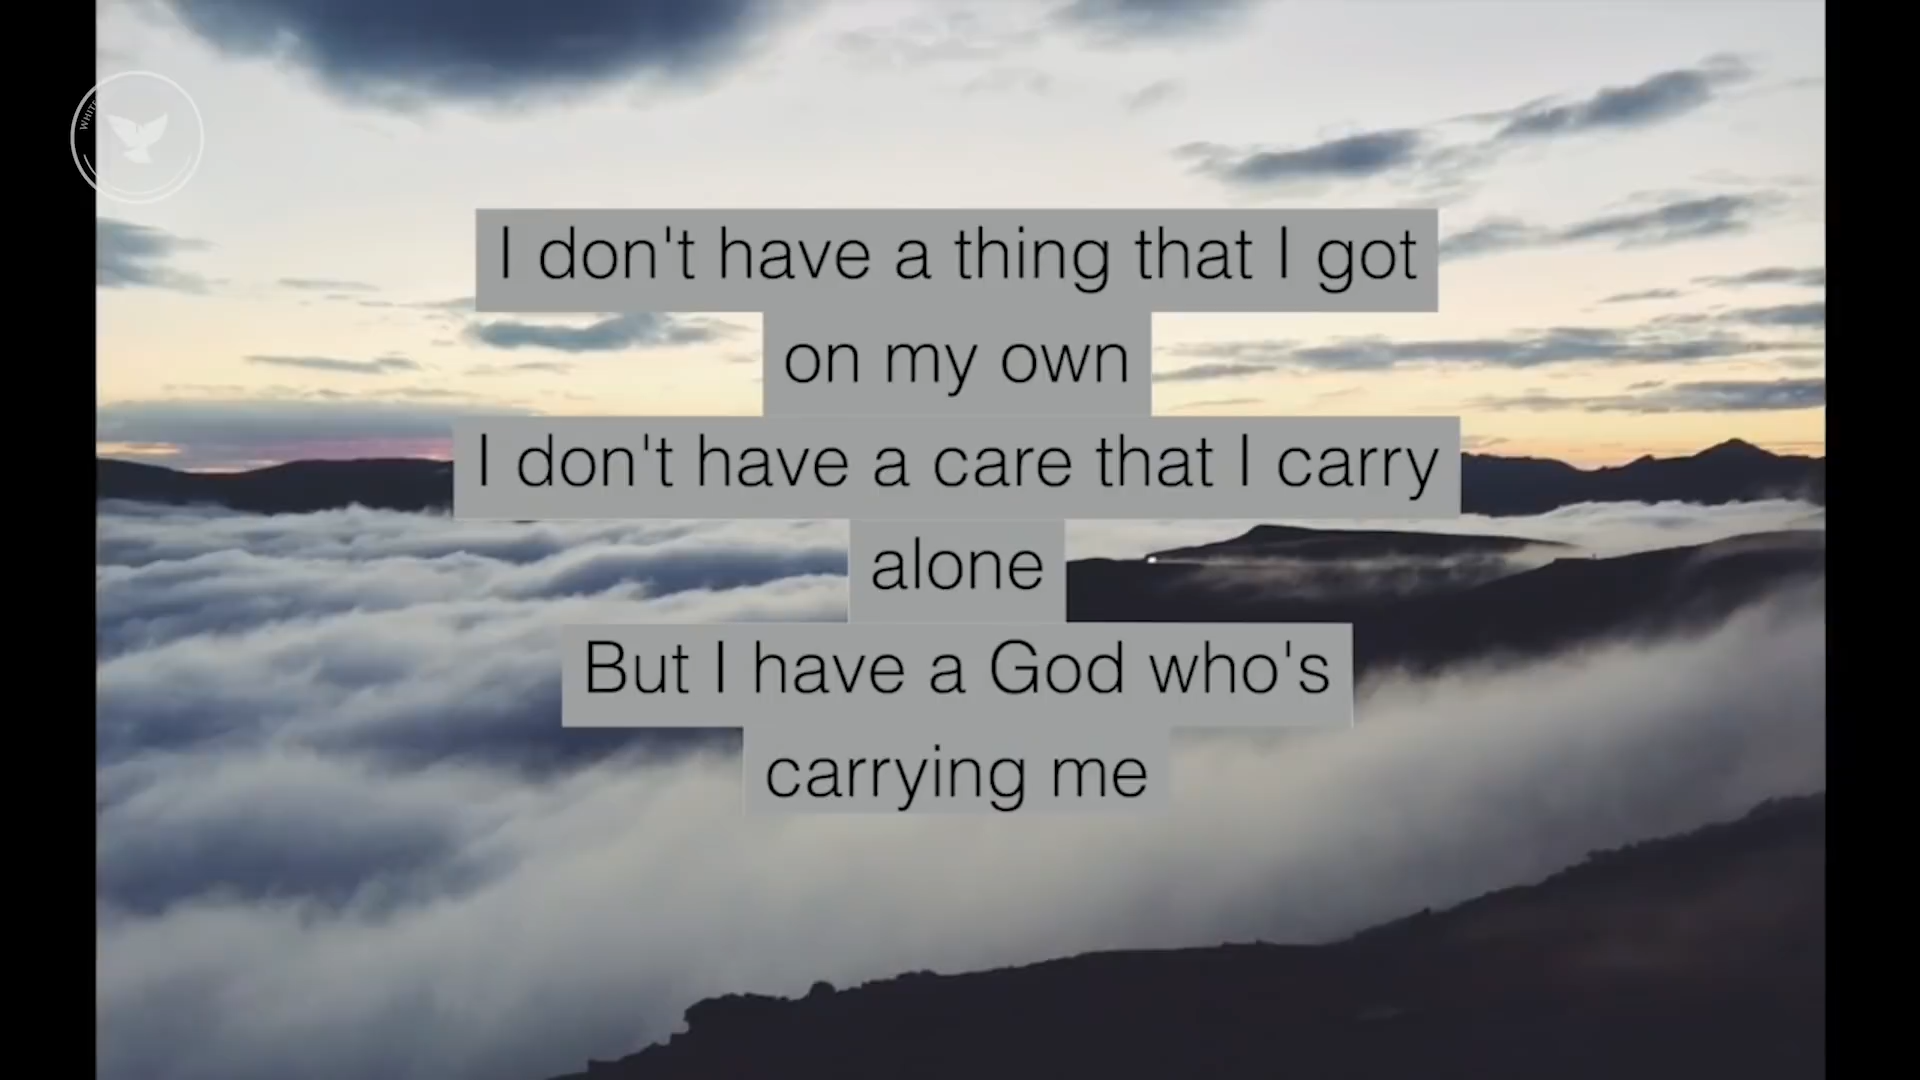 WHITE
I don't have a thing that I got
on my own
I don't have a care that I carry
alone
But I have a God who's
carrying me